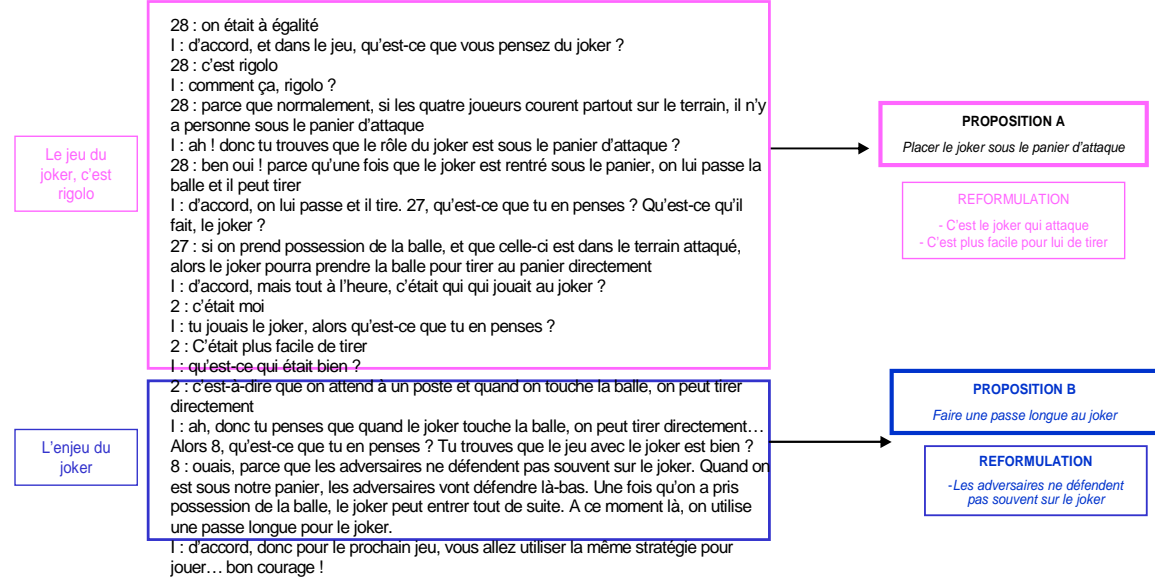 28 : on était à égalité
I : d'accord, et dans le jeu, qu'est-ce que vous pensez du joker ?
28 : c'est rigolo
I : comment ça, rigolo ?
28 : parce que normalement, si les quatre joueurs courent partout sur le terrain, il n'y
a personne sous le panier d'attaque
I : ah ! donc tu trouves que le rôle du joker est sous le panier d'attaque ?
28 : ben oui ! parce qu'une fois que le joker est rentré sous le panier, on lui passe la
balle et il peut tirer
I : d'accord, on lui passe et il tire. 27, qu'est-ce que tu en penses ? Qu'est-ce qu'il
fait, le joker ?
27 : si on prend possession de la balle, et que celle-ci est dans le terrain attaqué,
alors le joker pourra prendre la balle pour tirer au panier directement
I : d'accord, mais tout à l'heure, c'était qui qui jouait au joker ?
2 : c'était moi
I : tu jouais le joker, alors qu'est-ce que tu en penses ?
2 : C'était plus facile de tirer
I : qu'est-ce qui était bien ?
2 : c'est-à-dire que on attend à un poste et quand on touche la balle, on peut tirer
directement
I : ah, donc tu penses que quand le joker touche la balle, on peut tirer directement…
Alors 8, qu'est-ce que tu en penses ? Tu trouves que le jeu avec le joker est bien ?
8 : ouais, parce que les adversaires ne défendent pas souvent sur le joker. Quand on
est sous notre panier, les adversaires vont défendre là-bas. Une fois qu'on a pris
possession de la balle, le joker peut entrer tout de suite. A ce moment là, on utilise
une passe longue pour le joker.
I : d'accord, donc pour le prochain jeu, vous allez utiliser la même stratégie pour
jouer… bon courage !
Le jeu du
joker, c'est
rigolo
L'enjeu du
joker
PROPOSITION A
Placer le joker sous le panier d'attaque
REFORMULATION
- C'est le joker qui attaque
- C'est plus facile pour lui de tirer
PROPOSITION B
Faire une passe longue au joker
REFORMULATION
-Les adversaires ne défendent
pas souvent sur le joker